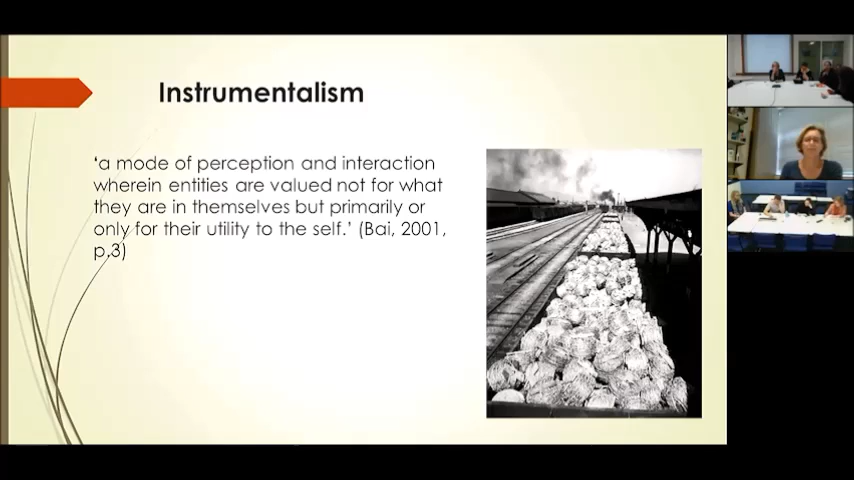 Instrumentalism
‘a mode of perception and interaction
wherein entities are valued not for what
they are in themselves but primarily or
only for their utility to the self.’ (Bai, 2001,
p.3)